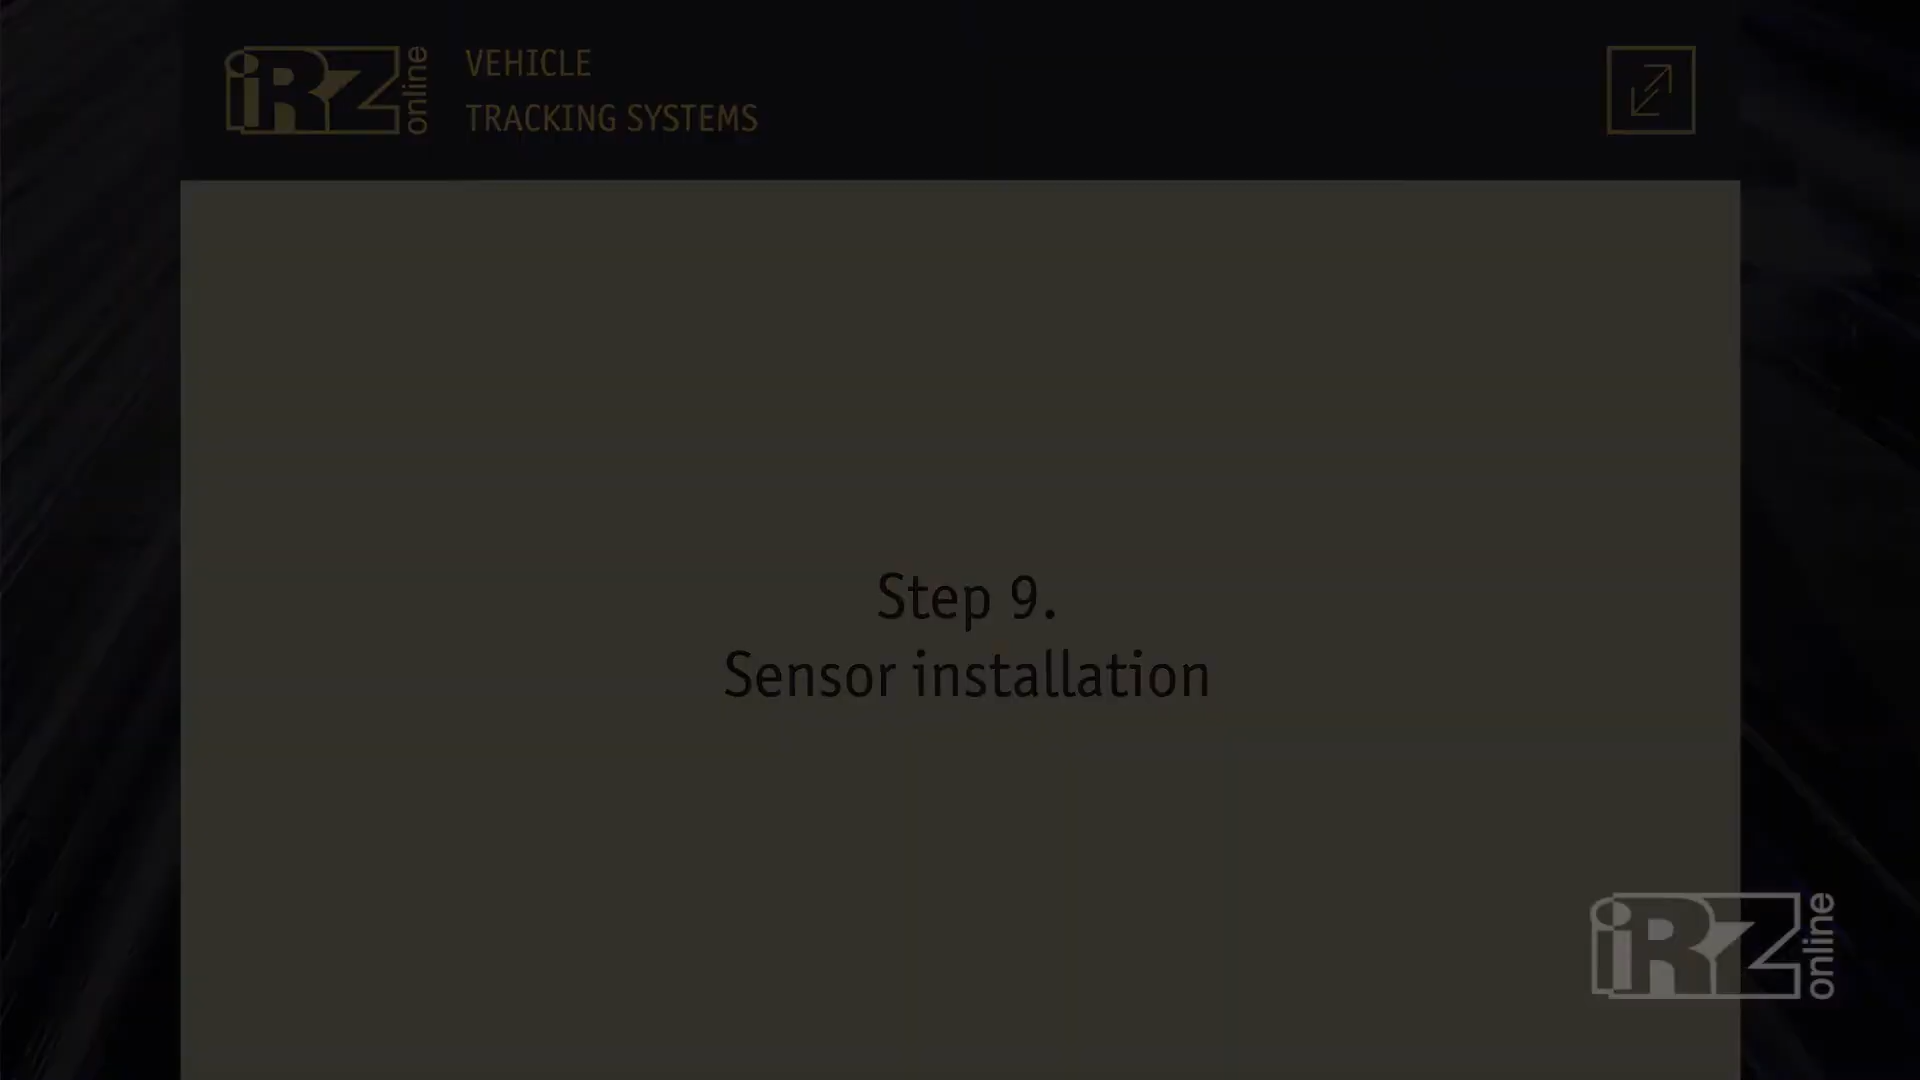 iRZ online
VEHICLE
TRACKING SYSTEMS
Step 9.
Sensor installation
iRZ online